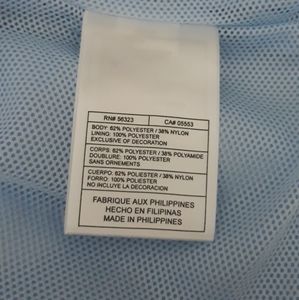 RN# 56323 CA# 05553
BODY: 62% POLYESTER / 38% NYLON
LINING: 100% POLYESTER
EXCLUSIVE OF DECORATION
CORPS: 62% POLYESTER / 38% POLYAMIDE
DOUBLURE: 100% POLYESTER
SANS ORNEMENTS
CUERPO: 62% POLIESTER / 38% NYLON
FORRO: 100% POLIESTER
NO INCLUYE LA DECORACION
FABRIQUE AUX PHILIPPINES
HECHO EN FILIPINAS
MADE IN PHILIPPINES